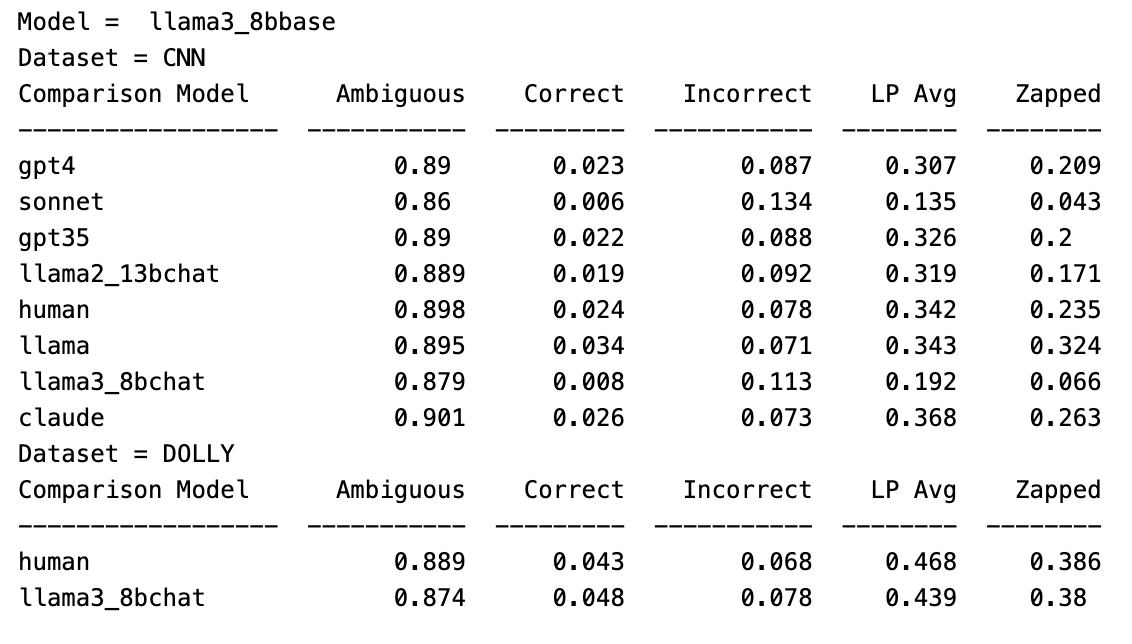 Model =  llama3_8bbase
Dataset = CNN
Comparison Model    Ambiguous    Correct    Incorrect    LP Avg    Zapped
------------------  -----------  ---------  -----------  --------  --------
gpt4                      0.89       0.023        0.087     0.307     0.209
sonnet                    0.86       0.006        0.134     0.135     0.043
gpt35                     0.89       0.022        0.088     0.326     0.2
llama2_13bchat            0.889      0.019        0.092     0.319     0.171
human                     0.898      0.024        0.078     0.342     0.235
llama                     0.895      0.034        0.071     0.343     0.324
llama3_8bchat             0.879      0.008        0.113     0.192     0.066
claude                    0.901      0.026        0.073     0.368     0.263
Dataset = DOLLY
Comparison Model    Ambiguous    Correct    Incorrect    LP Avg    Zapped
------------------  -----------  ---------  -----------  --------  --------
human                     0.889      0.043        0.068     0.468     0.386
llama3_8bchat             0.874      0.048        0.078     0.439     0.38